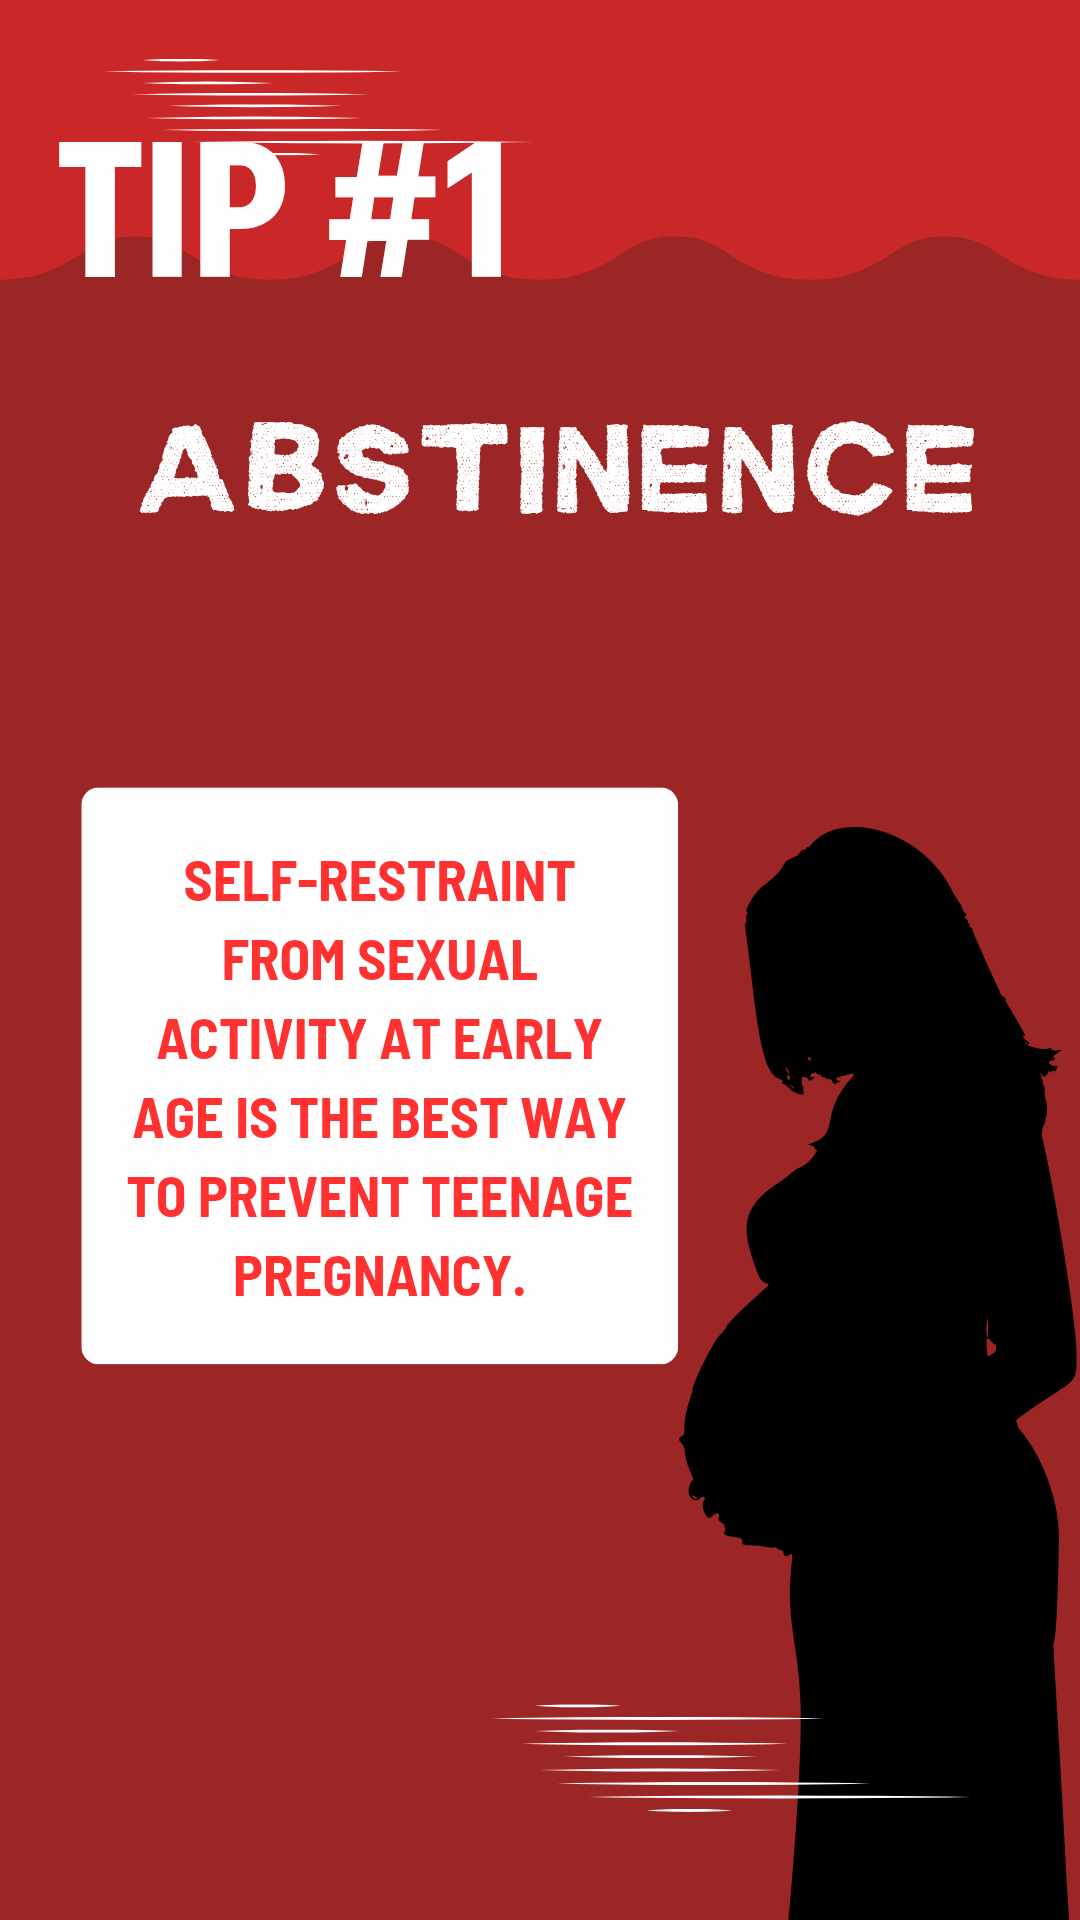 TIP #1
ABSTINENCE
SELF-RESTRAINT
FROM SEXUAL
ACTIVITY AT EARLY
AGE IS THE BEST WAY
TO PREVENT TEENAGE
PREGNANCY.